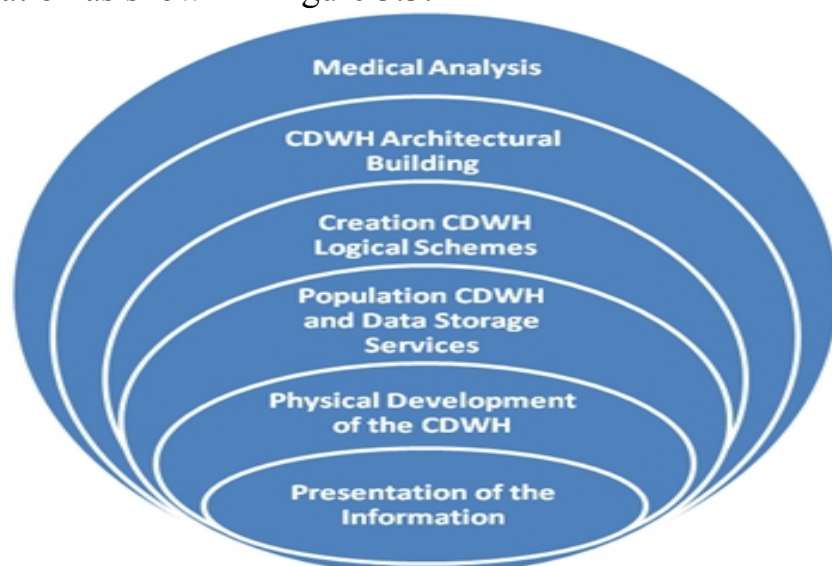 Medical Analysis
CDWH Architectural
Building
Creation CDWH
Logical Schemes
Population CDWH
and Data Storage
Services
Physical Development
of the CDWH
Presentation of the
Information